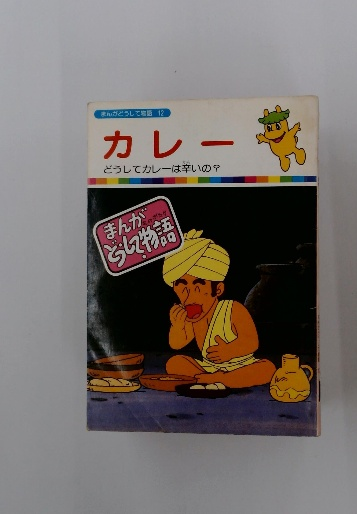 まんがどうして物語 12
カレー
どうしてカレーは辛いの?
まんが
どうして物語